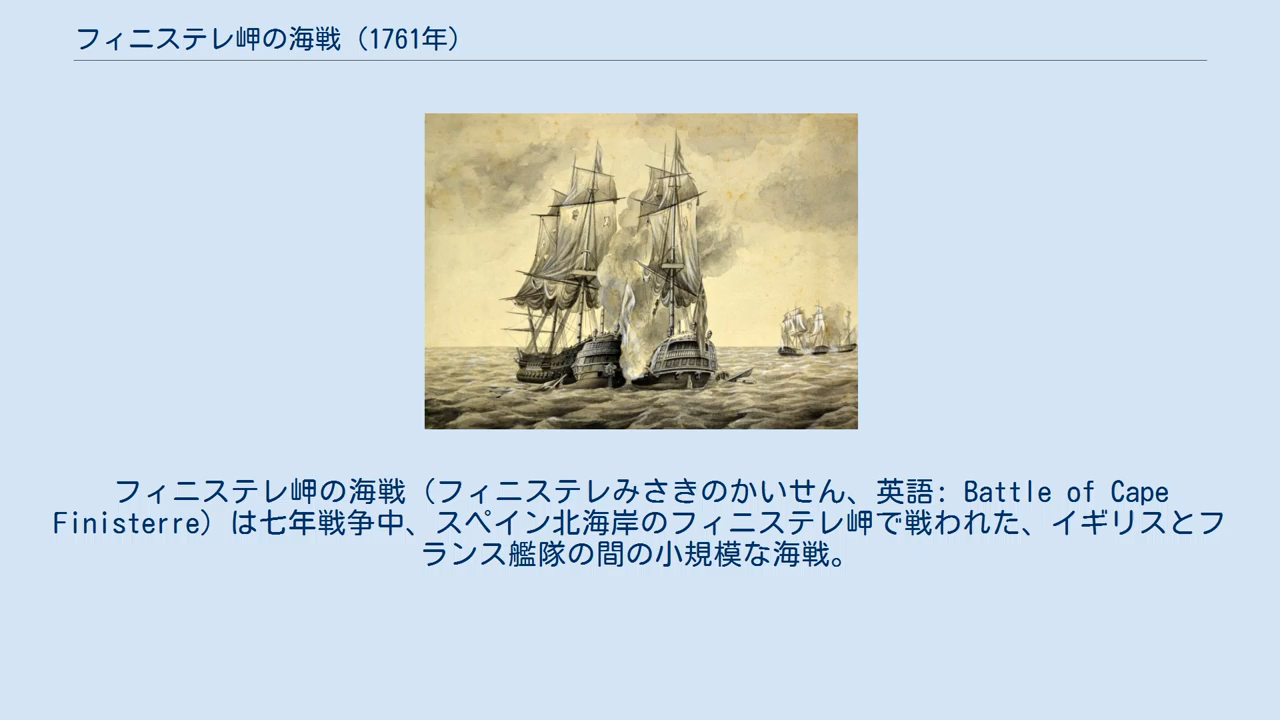 フィニステレ岬の海戦（1761年）
フィニステレ岬の海戦（フィニステレみさきのかいせん、英語: Battle of Cape
Finisterre）は七年戦争中、スペイン北海岸のフィニステレ岬で戦われた、イギリスとフ
ランス艦隊の間の小規模な海戦。